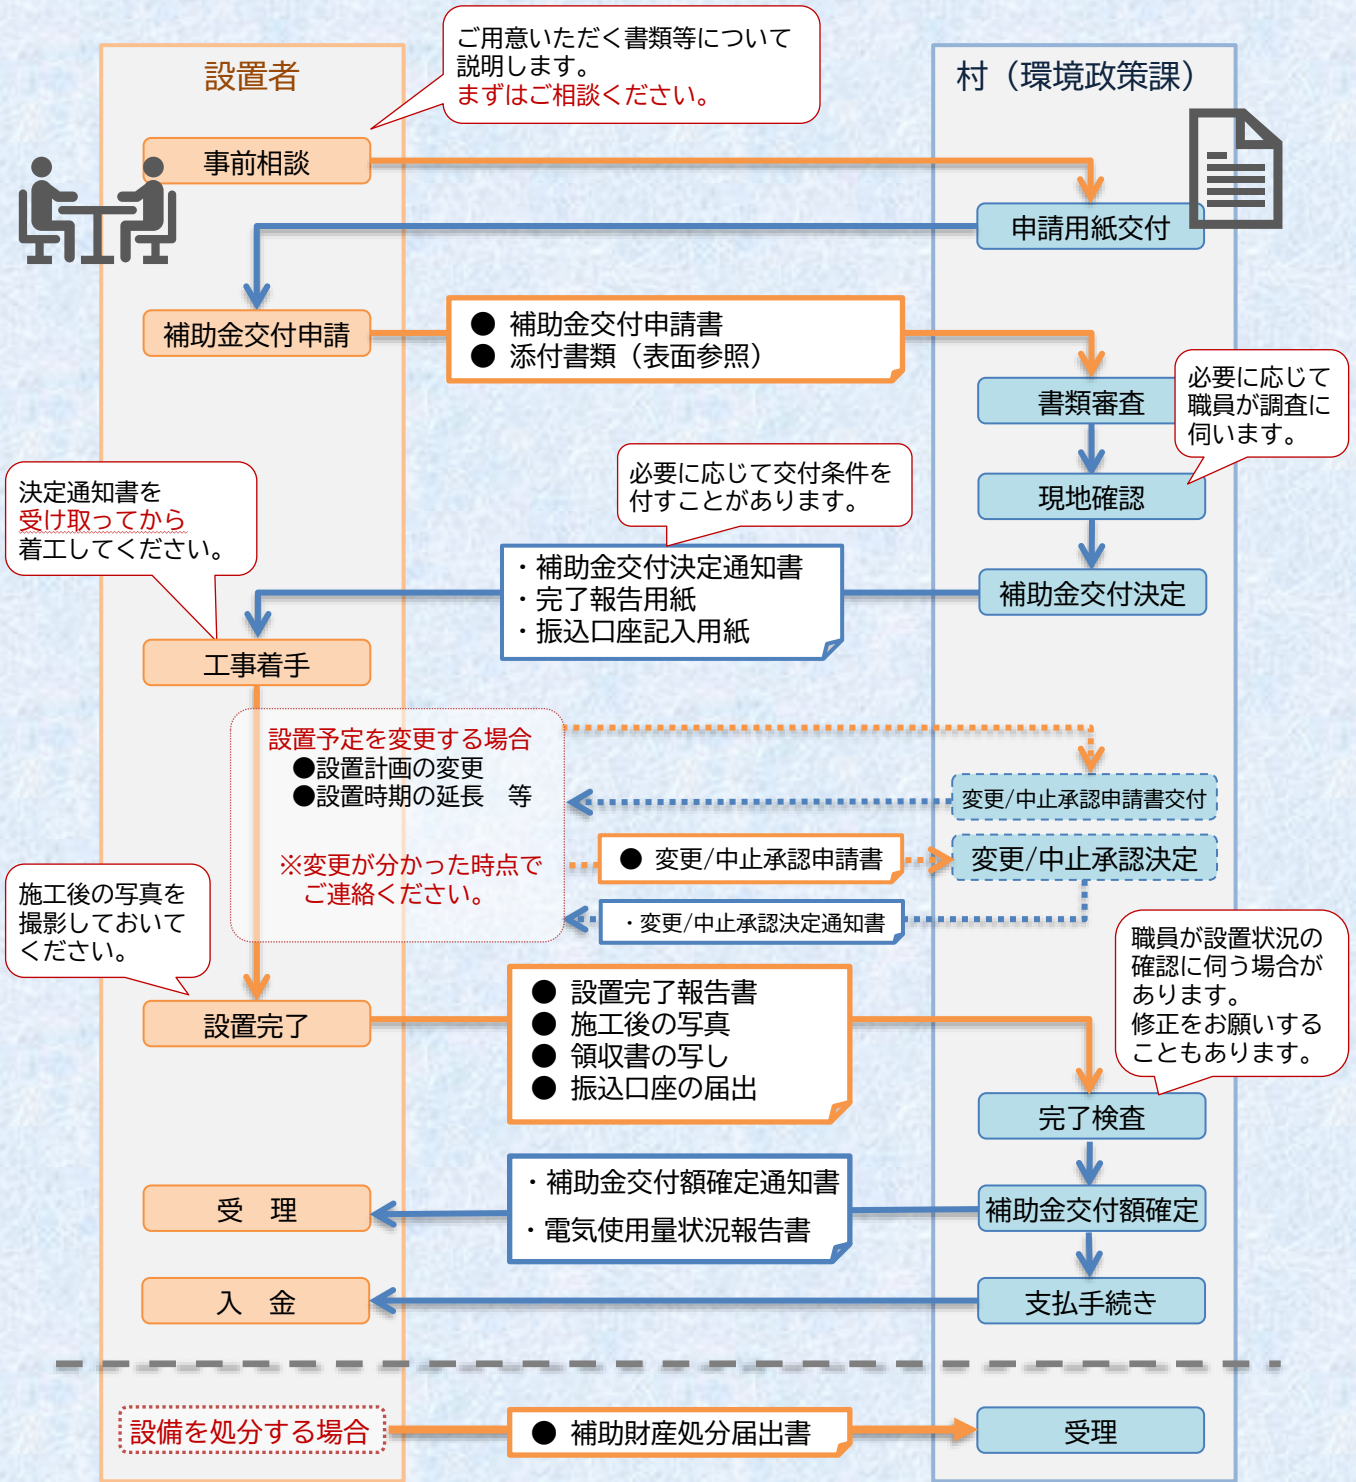 ご用意いただく書類等について
説明します。
まずはご相談ください。
設置者
村（環境政策課）
事前相談
申請用紙交付
補助金交付申請
● 補助金交付申請書
● 添付書類（表面参照）
書類審査
必要に応じて
職員が調査に
伺います。
現地確認
必要に応じて交付条件を
付すことがあります。
決定通知書を
受け取ってから
着工してください。
・補助金交付決定通知書
・完了報告用紙
・振込口座記入用紙
補助金交付決定
工事着手
設置予定を変更する場合
●設置計画の変更
●設置時期の延長　等
※変更が分かった時点で
ご連絡ください。
変更/中止承認申請書交付
● 変更/中止承認申請書
変更/中止承認決定
・変更/中止承認決定通知書
施工後の写真を
撮影しておいて
ください。
職員が設置状況の
確認に伺う場合が
あります。
修正をお願いする
こともあります。
設置完了
● 設置完了報告書
● 施工後の写真
● 領収書の写し
● 振込口座の届出
完了検査
・補助金交付額確定通知書
・電気使用量状況報告書
受　理
補助金交付額確定
入　金
支払手続き
設備を処分する場合
● 補助財産処分届出書
受理